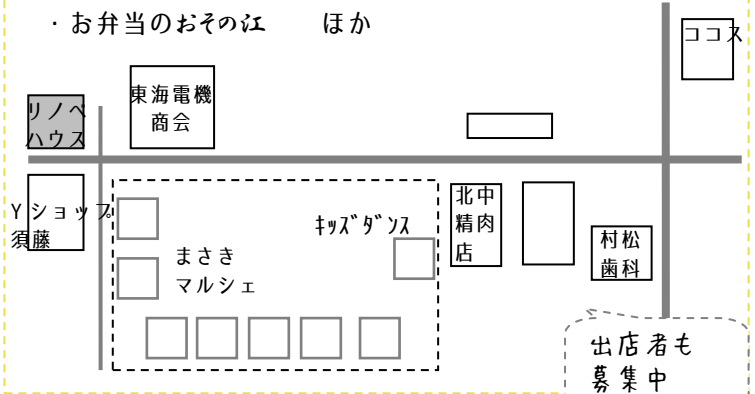 ・お弁当のおその江　　ほか
ココス
東海電機
商会
リノベ
ハウス
Yショップ
須藤
北中
精肉
店
ｷｯｽﾞﾀﾞﾝｽ
まさき
マルシェ
村松
歯科
出店者も
募集中